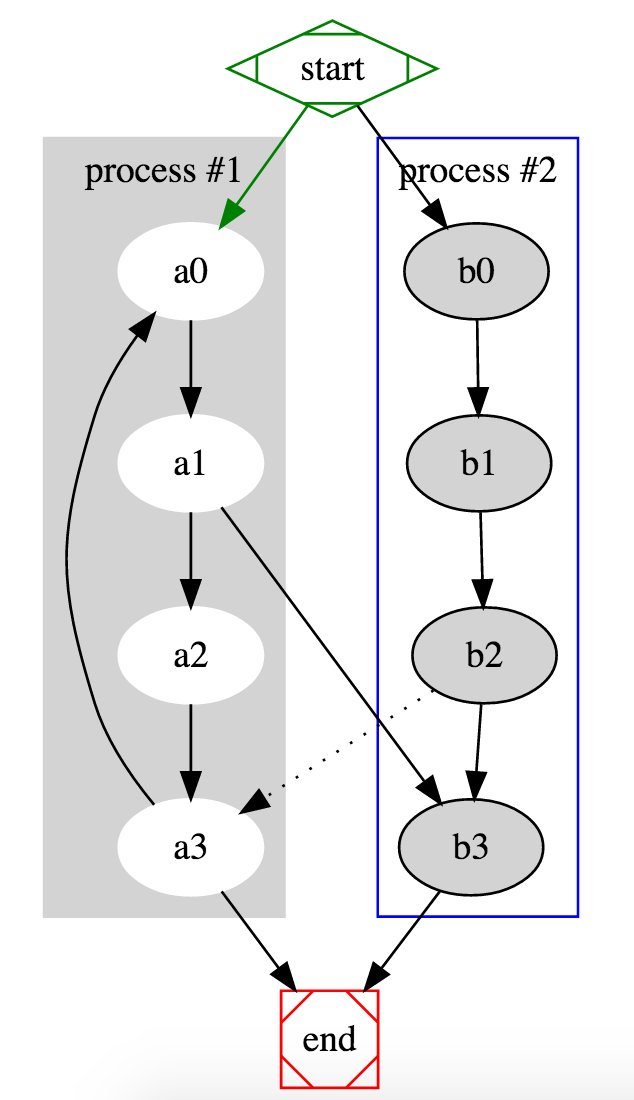 start
process #1
process #2
a0
b0
a1
b1
a2
b2
a3
b3
end